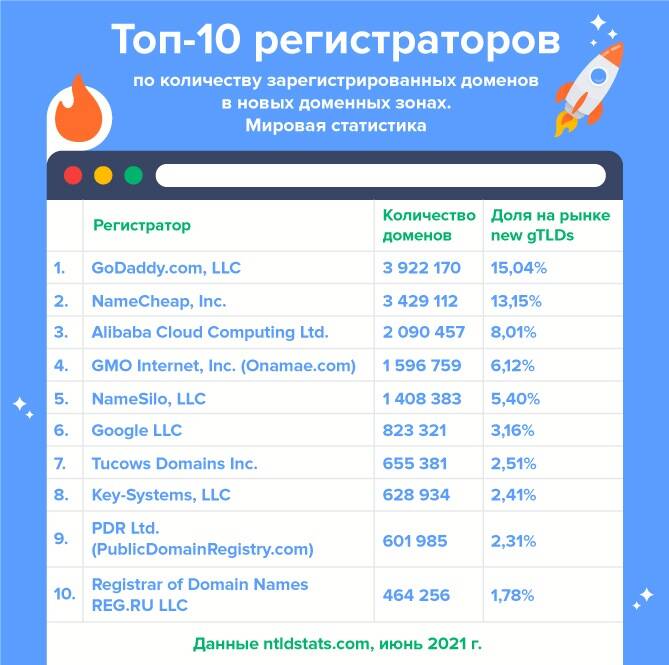 Топ-10 регистраторов
по количеству зарегистрированных доменов
в новых доменных зонах.
Мировая статистика
Регистратор
Количество доменов
Доля на рынке new gTLDs
1. GoDaddy.com, LLC 3 922 170 15,04%
2. NameCheap, Inc. 3 429 112 13,15%
3. Alibaba Cloud Computing Ltd. 2 090 457 8,01%
4. GMO Internet, Inc. (Onamae.com) 1 596 759 6,12%
5. NameSilo, LLC 1 408 383 5,40%
6. Google LLC 823 321 3,16%
7. Tucows Domains Inc. 655 381 2,51%
8. Key-Systems, LLC 628 934 2,41%
9. PDR Ltd.
(PublicDomainRegistry.com) 601 985 2,31%
10. Registrar of Domain Names
REG.RU LLC 464 256 1,78%
Данные ntldstats.com, июнь 2021 г.